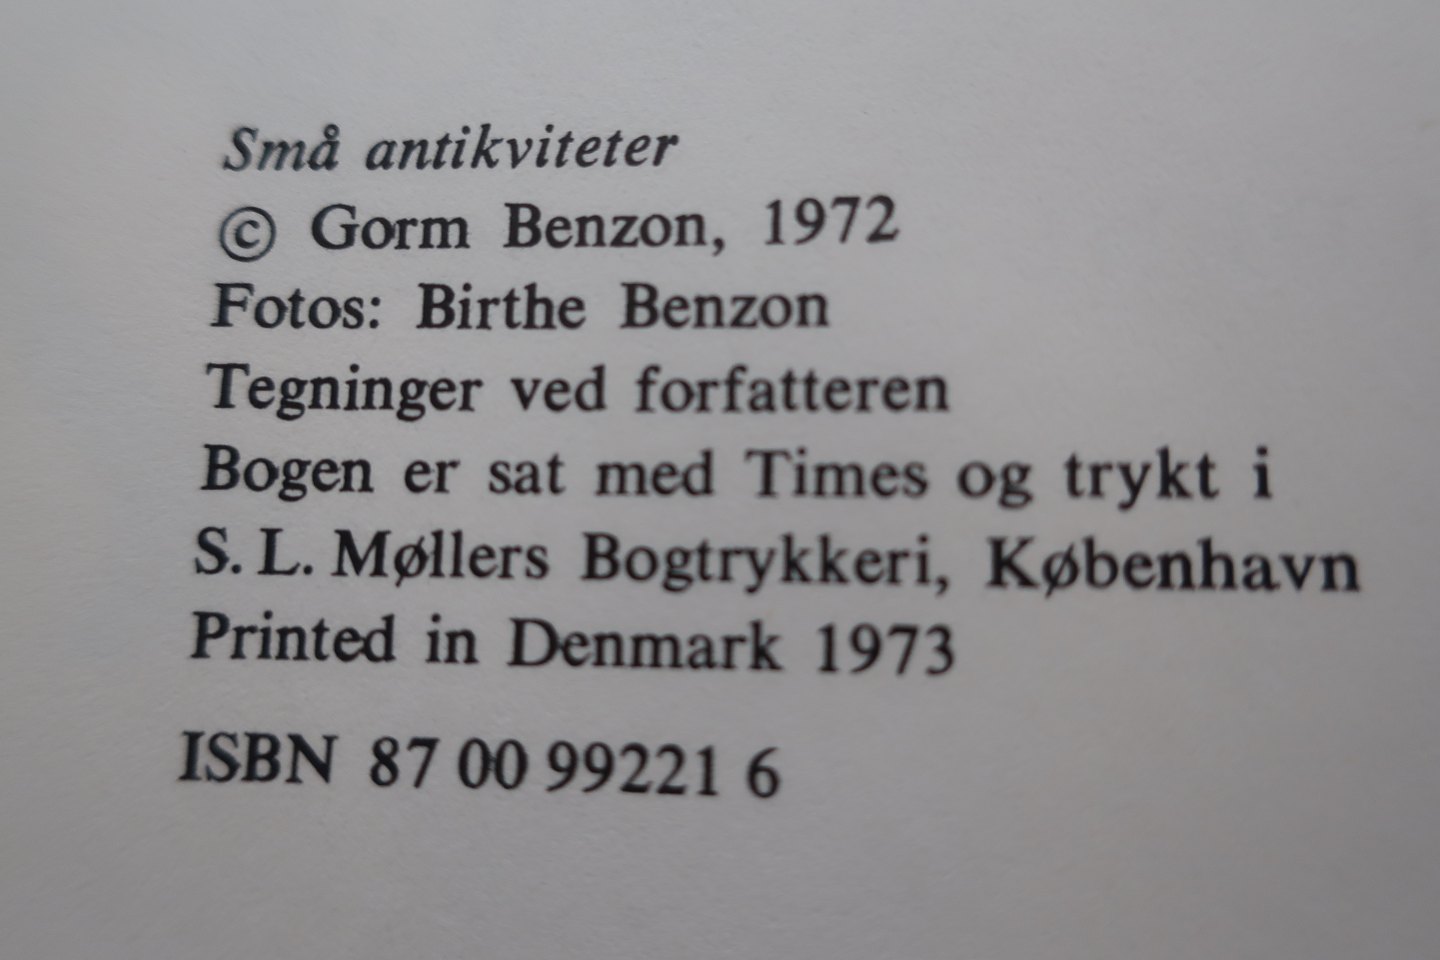 Små antikviteter
© Gorm Benzon, 1972
Fotos: Birthe Benzon
Tegninger ved forfatteren
Bogen er sat med Times og trykt i
S. L. Møllers Bogtrykkeri, København
Printed in Denmark 1973
ISBN 87 00 99221 6